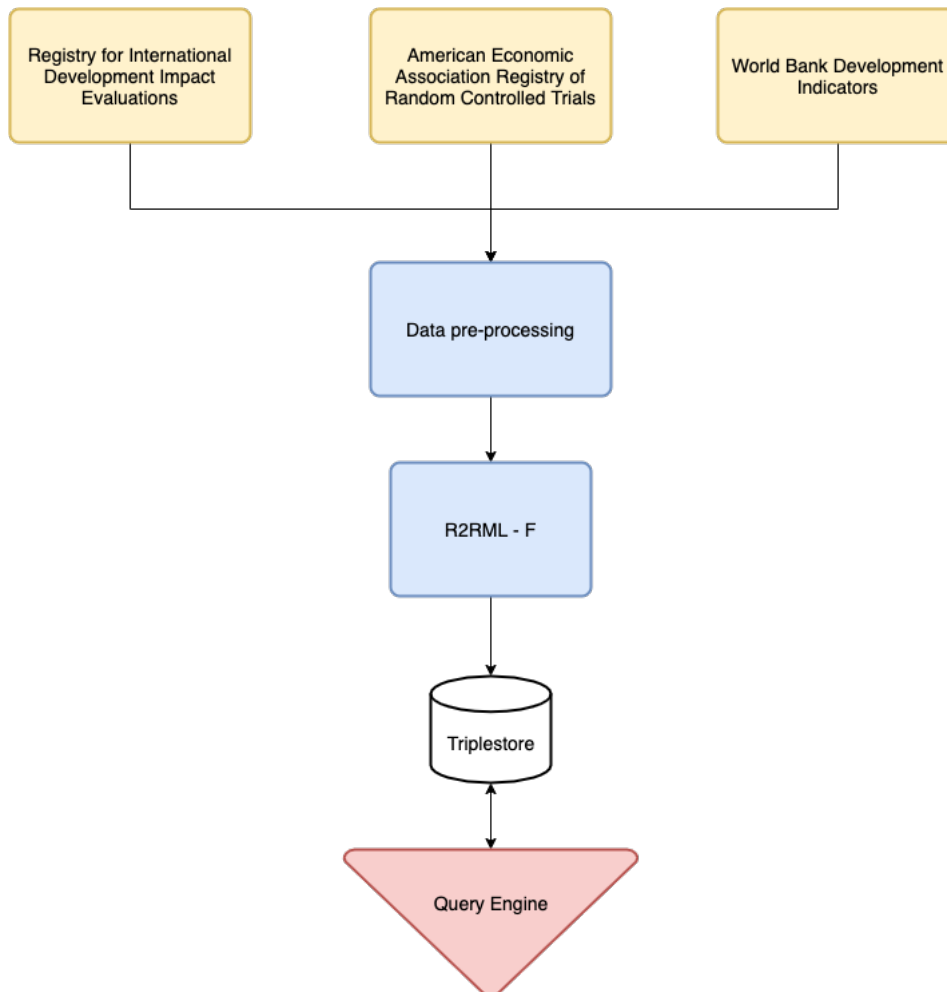 Registry for International
Development Impact
Evaluations
American Economic
Association Registry of
Random Controlled Trials
World Bank Development
Indicators
Data pre-processing
R2RML - F
Triplestore
Query Engine